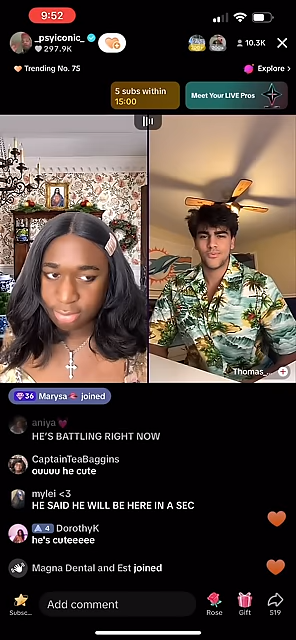 9:52
_psyiconic_
297.9K
10.3K
Trending No. 75
Explore >
5 subs within
15:00
Meet Your LIVE Pros
Thomas_...
36 Marysa joined
aniya
HE'S BATTLING RIGHT NOW
CaptainTeaBaggins
ouuuu he cute
mylei <3
HE SAID HE WILL BE HERE IN A SEC
4 DorothyK
he's cuteeeee
Magna Dental and Est joined
Subsc...
Add comment
Rose
Gift
519